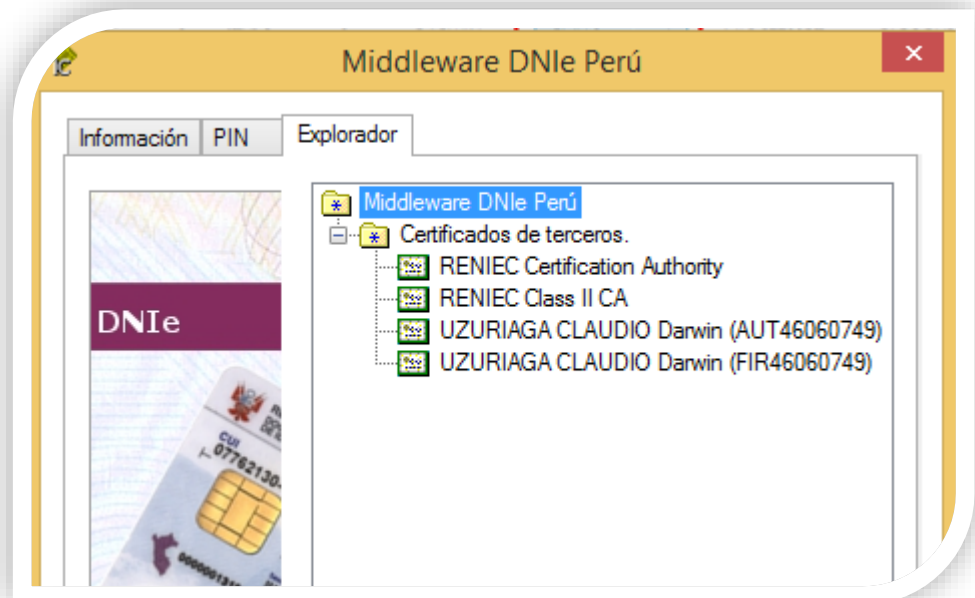 Middleware DNIe Perú
Información
PIN
Explorador
Middleware DNIe Perú
Certificados de terceros.
RENIEC Certification Authority
RENIEC Class II CA
UZURIAGA CLAUDIO Darwin (AUT46060749)
UZURIAGA CLAUDIO Darwin (FIR46060749)
DNIe
CUI